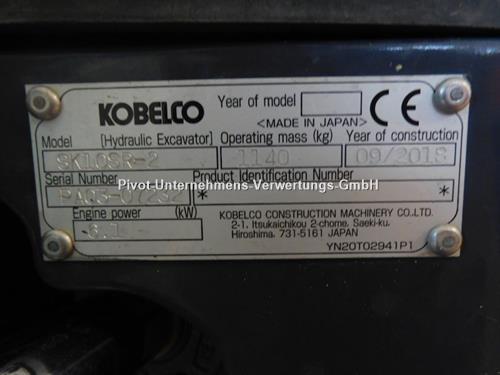 KOBELCO Year of model CE
<MADE IN JAPAN>
Model [Hydraulic Excavator] Operating mass (kg) Year of construction
SK10SR-2 1140 09/2018
Serial Number Product Identification Number
Pivot-Unternehmens-Verwertungs-GmbH
* *
Engine power (kW)
KOBELCO CONSTRUCTION MACHINERY CO.,LTD.
2-1, Itsukaichikou 2-chome, Saeki-ku,
Hiroshima, 731-5161 JAPAN
YN20T02941P1